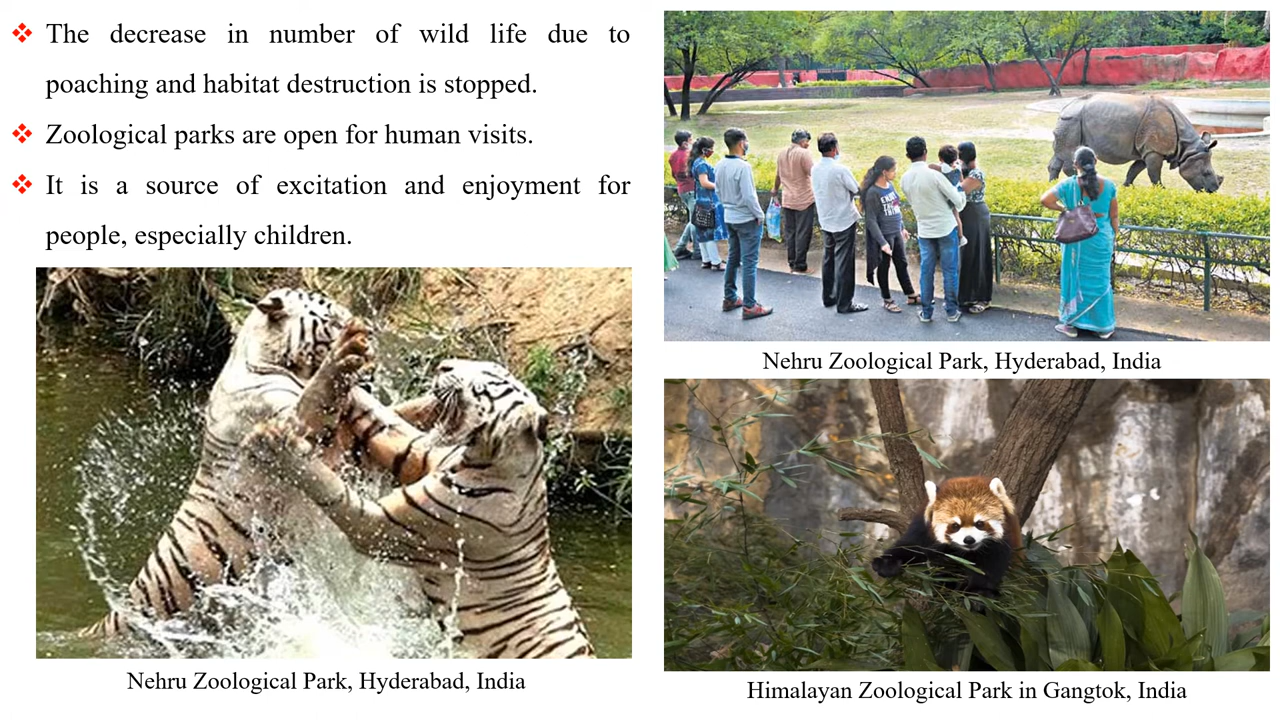 The decrease in number of wild life due to
poaching and habitat destruction is stopped.
Zoological parks are open for human visits.
It is a source of excitation and enjoyment for
people, especially children.
Nehru Zoological Park, Hyderabad, India
Nehru Zoological Park, Hyderabad, India
Himalayan Zoological Park in Gangtok, India